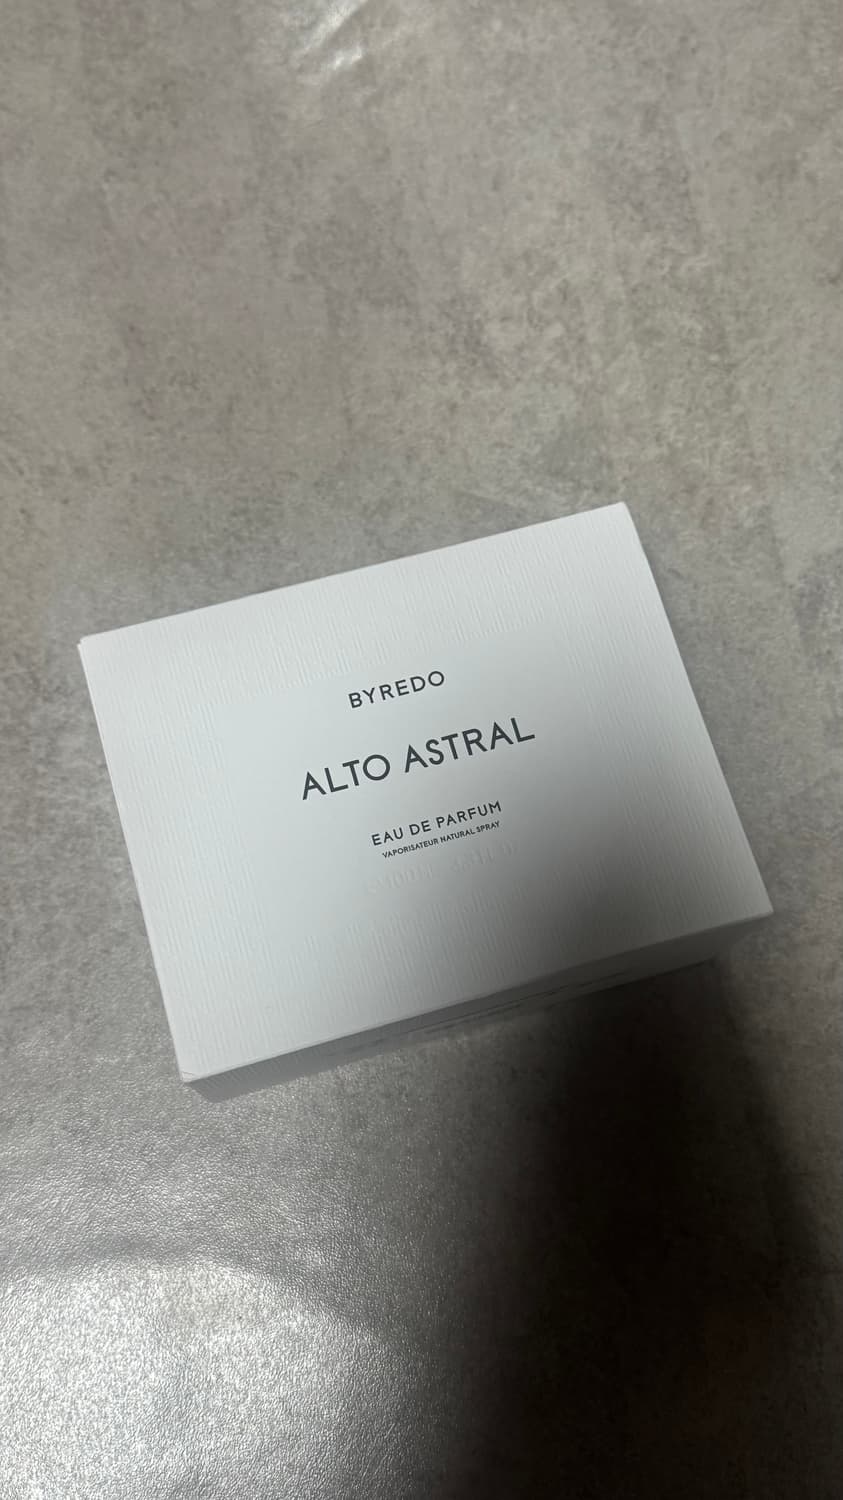 BYREDO
ALTO ASTRAL
EAU DE PARFUM
VAPORISATEUR NATURAL SPRAY